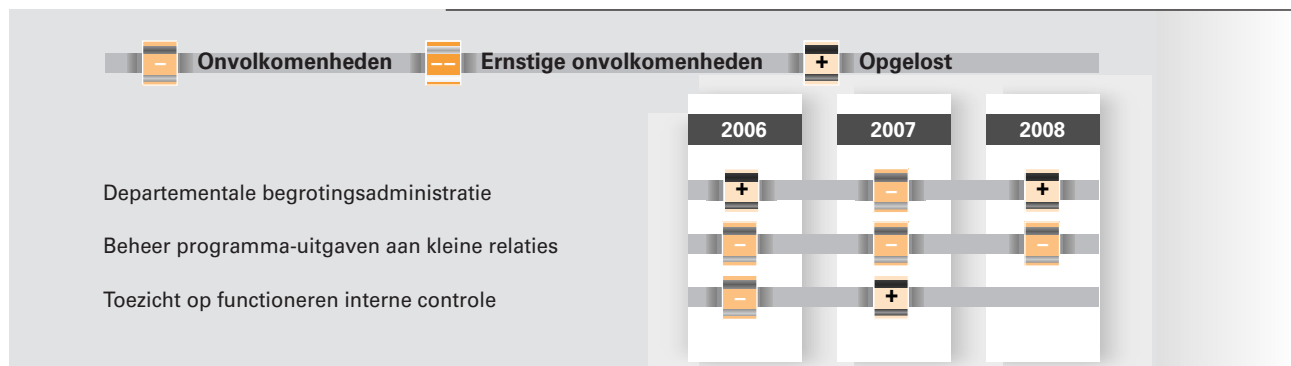 – Onvolkomenheden –– Ernstige onvolkomenheden + Opgelost
2006 2007 2008
Departementale begrotingsadministratie + – +
Beheer programma-uitgaven aan kleine relaties – – –
Toezicht op functioneren interne controle – +